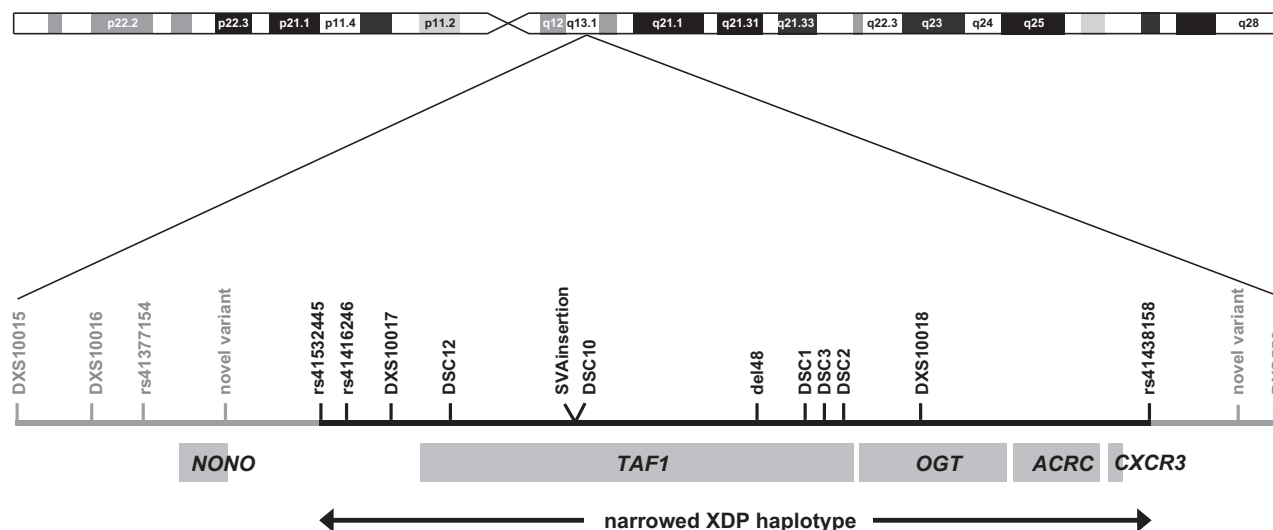 p22.2 p22.3 p21.1 p11.4 p11.2 q12 q13.1 q21.1 q21.31 q21.33 q22.3 q23 q24 q25 q28
DXS10015
DXS10016
rs41377154
novel variant
rs41532445
rs41416246
DXS10017
DSC12
SVAinsertion
DSC10
del48
DSC1
DSC3
DSC2
DXS10018
rs41438158
novel variant
NONO TAF1 OGT ACRC CXCR3
narrowed XDP haplotype